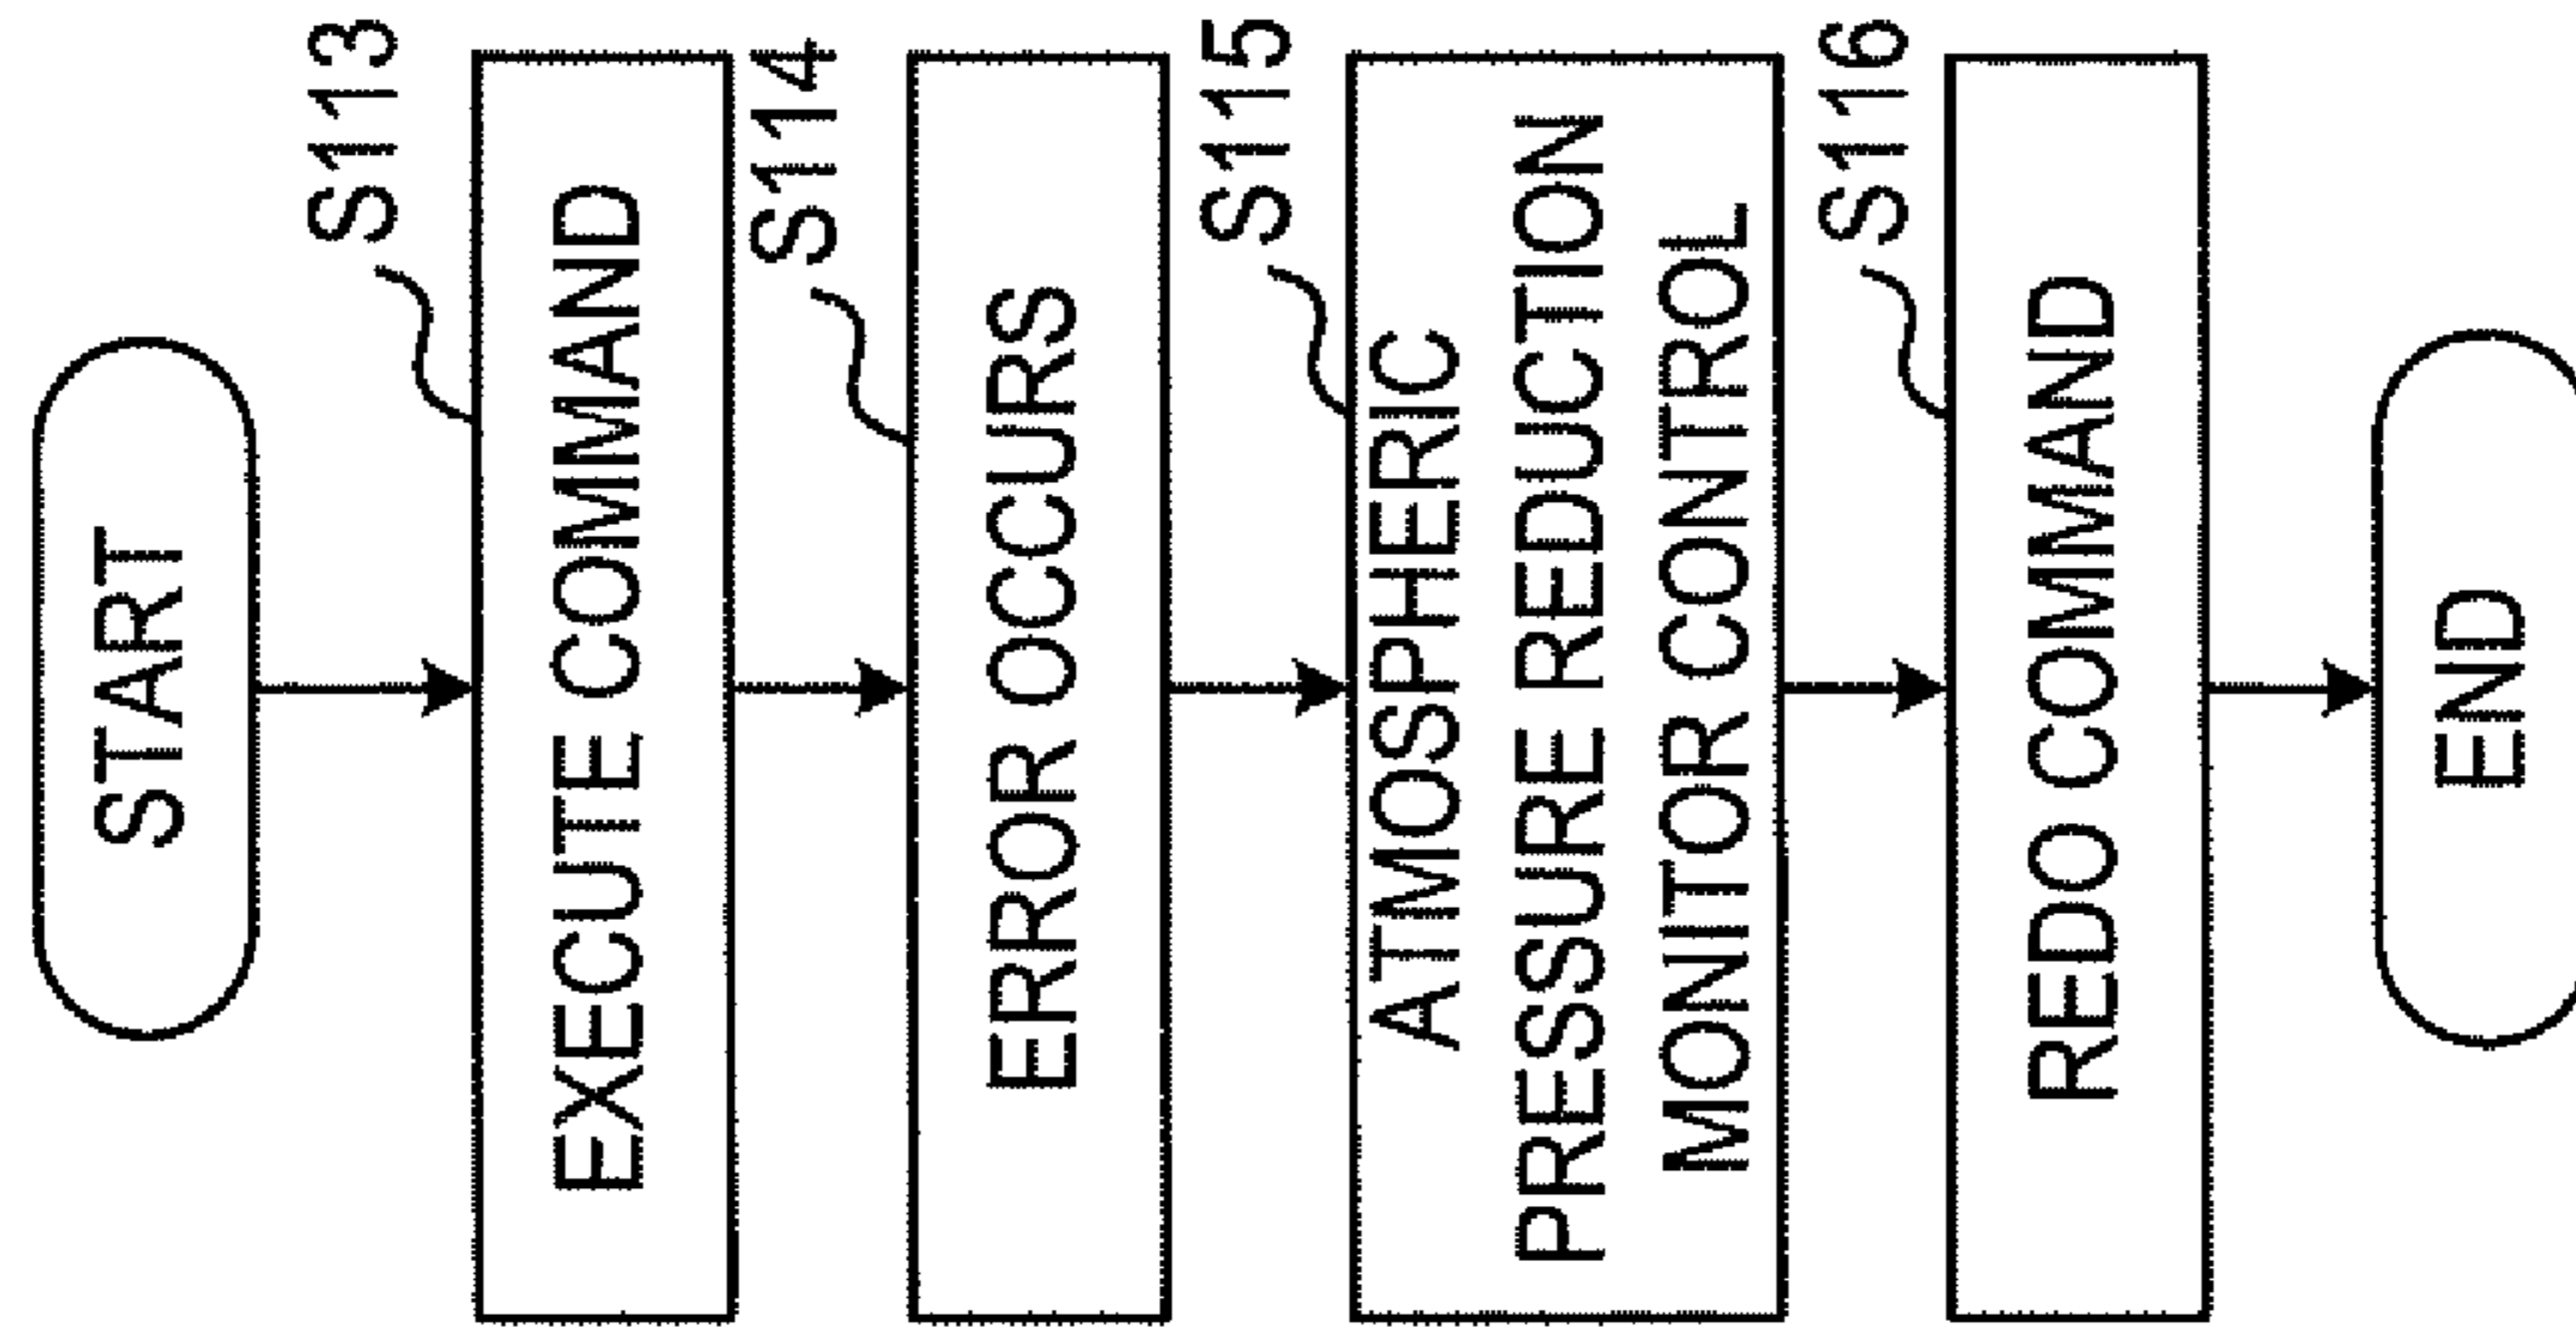 START
S113
EXECUTE COMMAND
S114
ERROR OCCURS
S115
ATMOSPHERIC
PRESSURE REDUCTION
MONITOR CONTROL
S116
REDO COMMAND
END